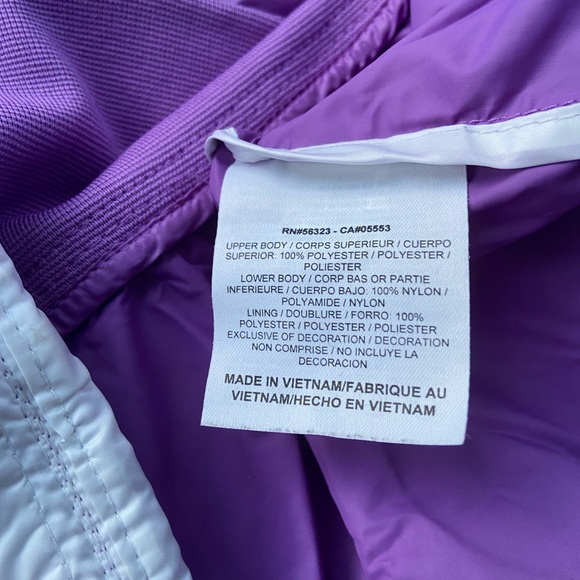 RN#56323 - CA#05553
UPPER BODY / CORPS SUPERIEUR / CUERPO
SUPERIOR: 100% POLYESTER / POLYESTER /
POLIESTER
LOWER BODY / CORP BAS OR PARTIE
INFERIEURE / CUERPO BAJO: 100% NYLON /
POLYAMIDE / NYLON
LINING / DOUBLURE / FORRO: 100%
POLYESTER / POLYESTER / POLIESTER
EXCLUSIVE OF DECORATION / DECORATION
NON COMPRISE / NO INCLUYE LA
DECORACION
MADE IN VIETNAM/FABRIQUE AU
VIETNAM/HECHO EN VIETNAM